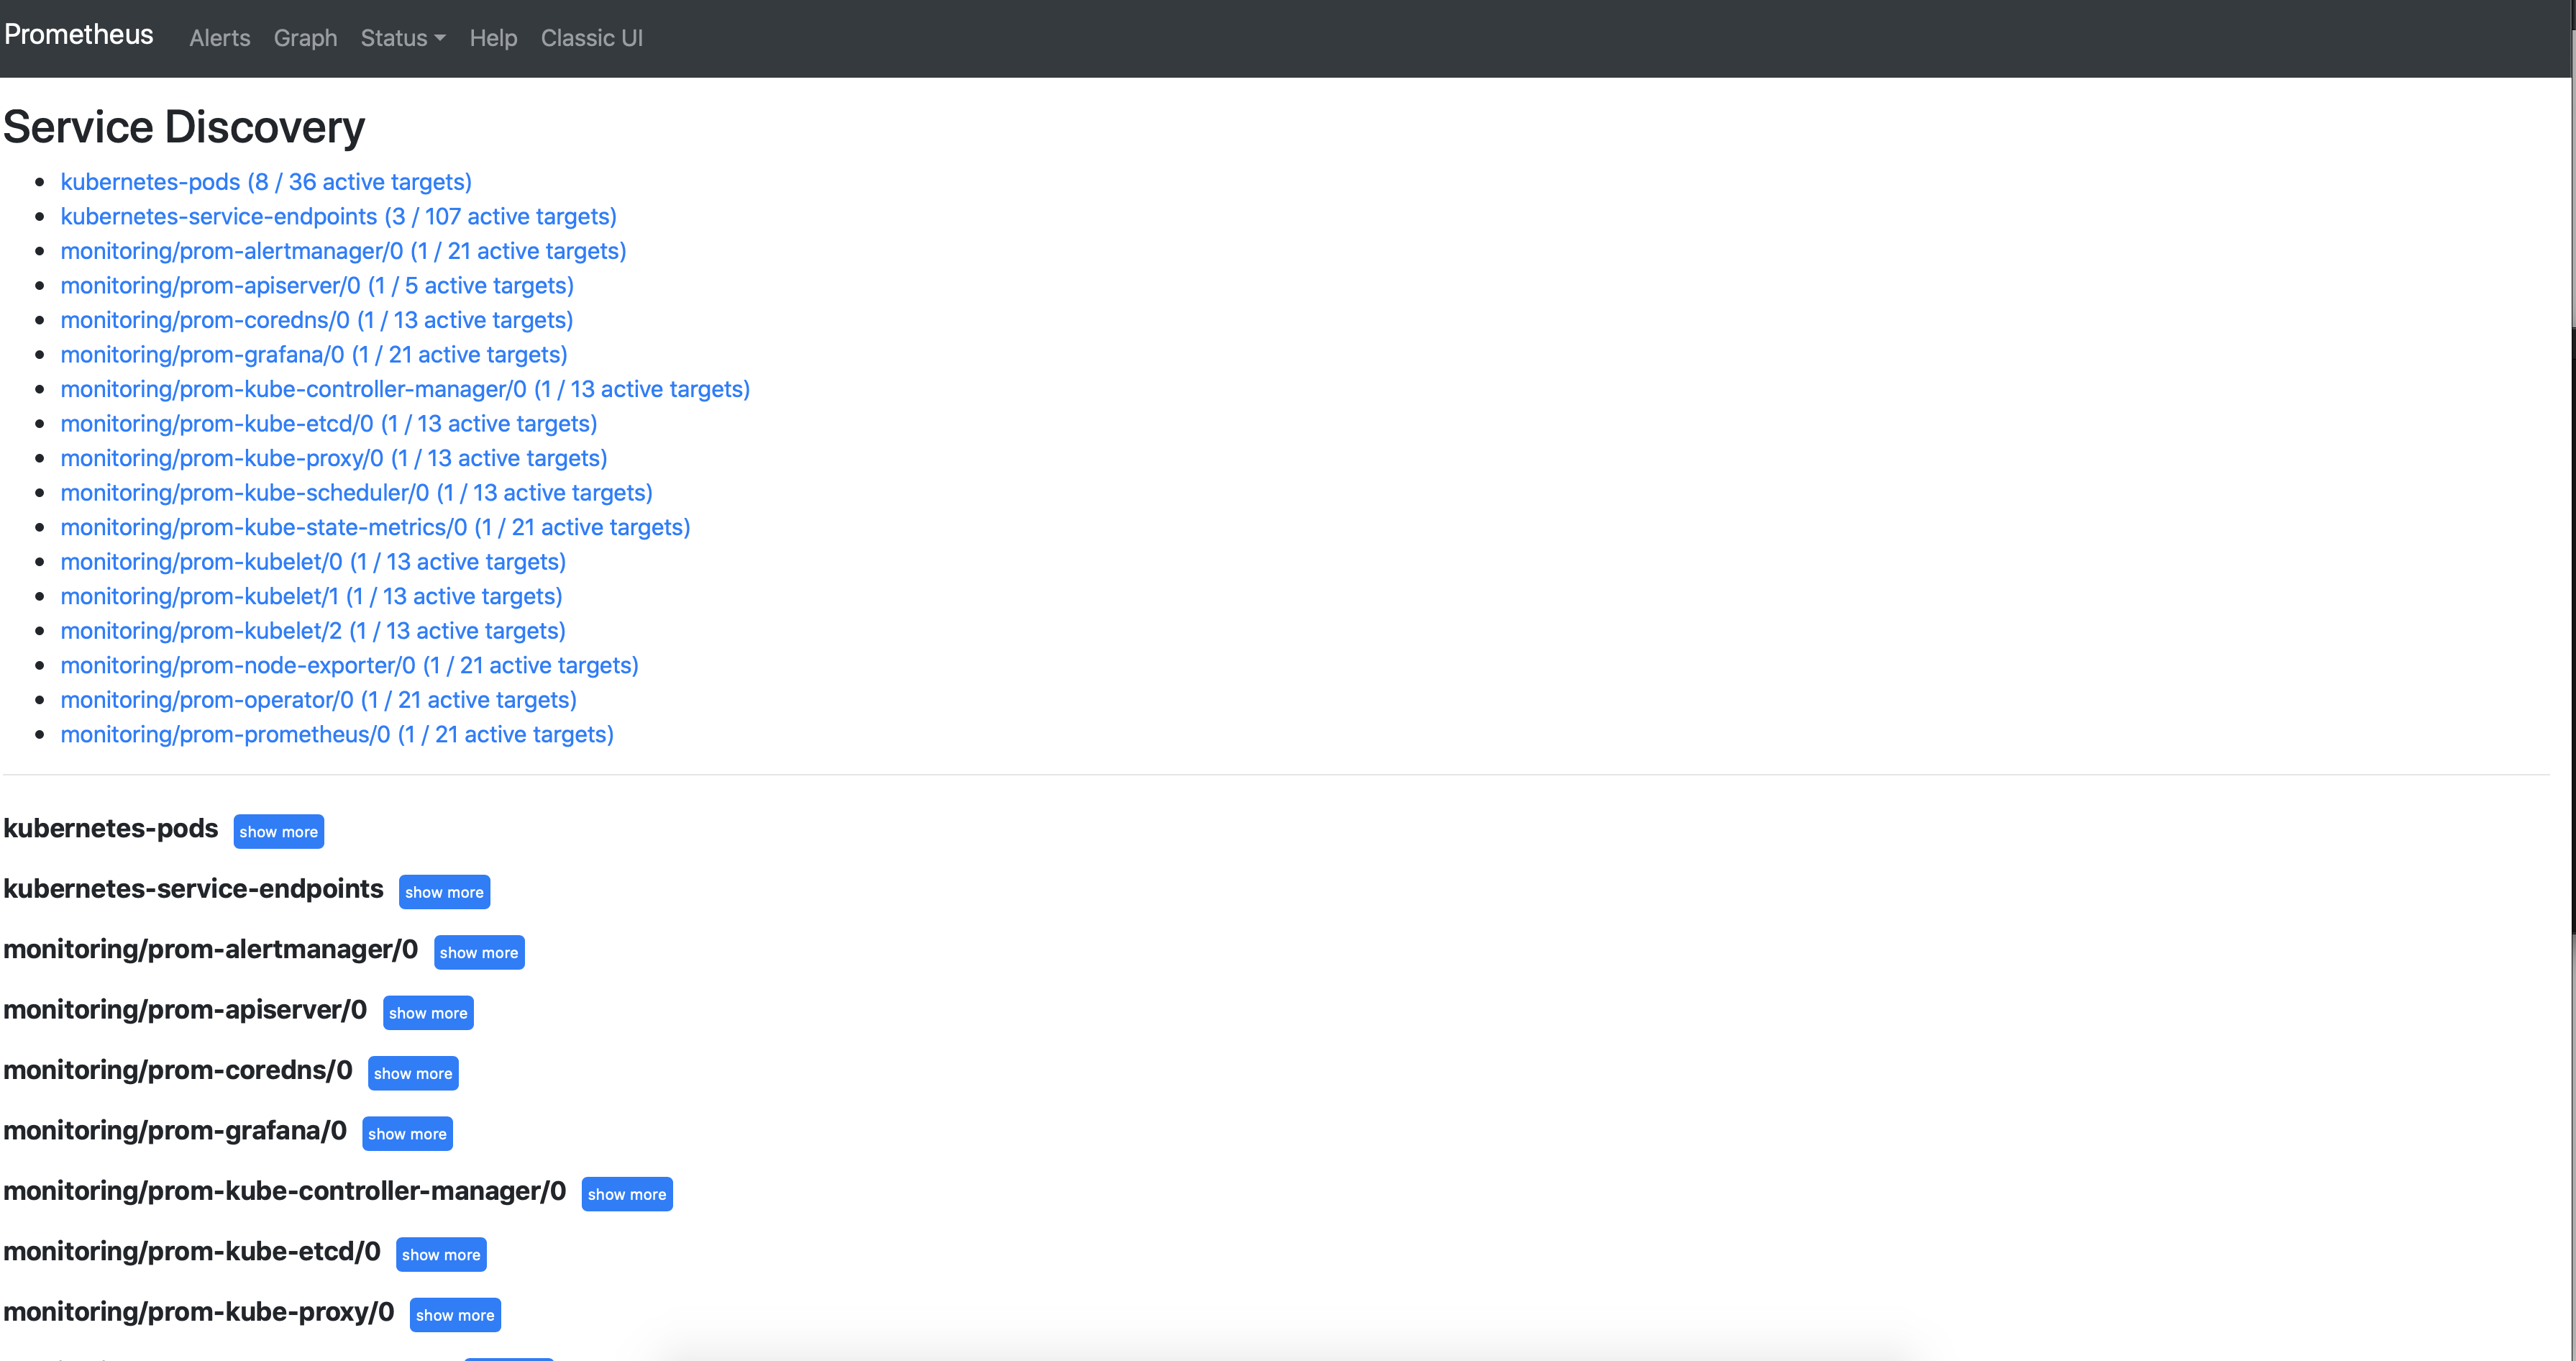 Prometheus Alerts Graph Status Help Classic UI
Service Discovery
kubernetes-pods (8 / 36 active targets)
kubernetes-service-endpoints (3 / 107 active targets)
monitoring/prom-alertmanager/0 (1 / 21 active targets)
monitoring/prom-apiserver/0 (1 / 5 active targets)
monitoring/prom-coredns/0 (1 / 13 active targets)
monitoring/prom-grafana/0 (1 / 21 active targets)
monitoring/prom-kube-controller-manager/0 (1 / 13 active targets)
monitoring/prom-kube-etcd/0 (1 / 13 active targets)
monitoring/prom-kube-proxy/0 (1 / 13 active targets)
monitoring/prom-kube-scheduler/0 (1 / 13 active targets)
monitoring/prom-kube-state-metrics/0 (1 / 21 active targets)
monitoring/prom-kubelet/0 (1 / 13 active targets)
monitoring/prom-kubelet/1 (1 / 13 active targets)
monitoring/prom-kubelet/2 (1 / 13 active targets)
monitoring/prom-node-exporter/0 (1 / 21 active targets)
monitoring/prom-operator/0 (1 / 21 active targets)
monitoring/prom-prometheus/0 (1 / 21 active targets)
kubernetes-pods show more
kubernetes-service-endpoints show more
monitoring/prom-alertmanager/0 show more
monitoring/prom-apiserver/0 show more
monitoring/prom-coredns/0 show more
monitoring/prom-grafana/0 show more
monitoring/prom-kube-controller-manager/0 show more
monitoring/prom-kube-etcd/0 show more
monitoring/prom-kube-proxy/0 show more